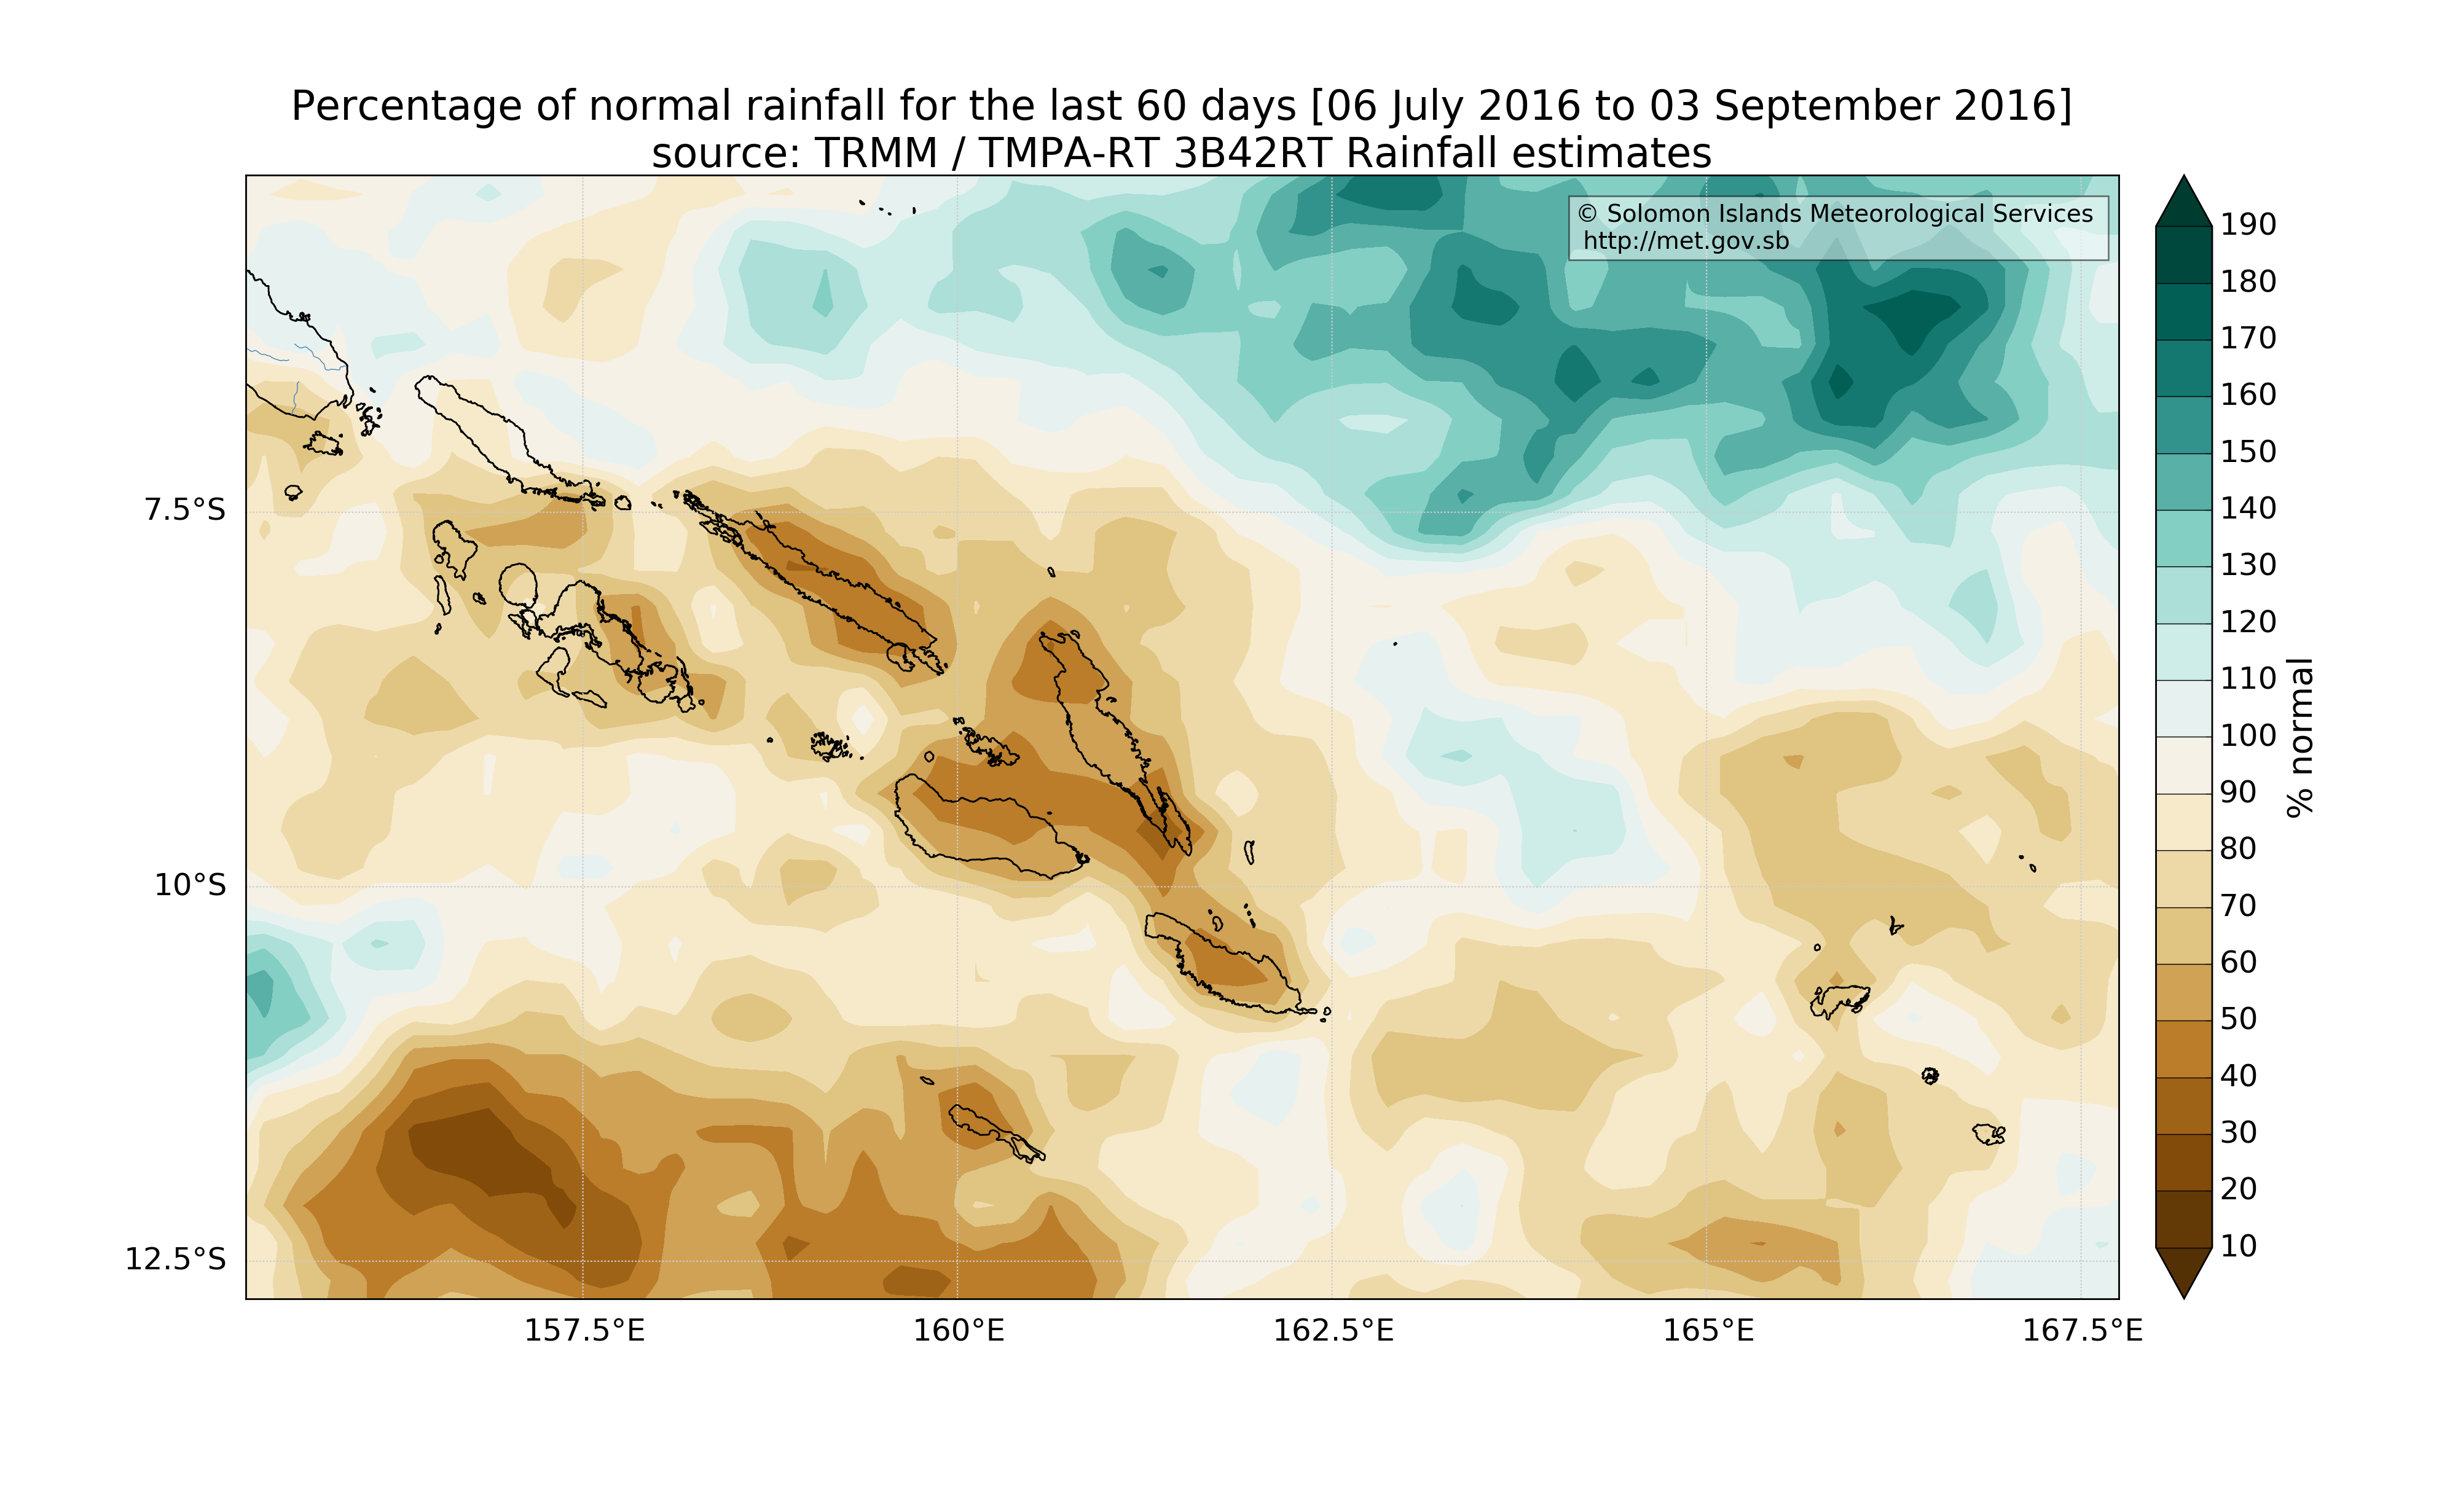 Percentage of normal rainfall for the last 60 days [06 July 2016 to 03 September 2016]
source: TRMM / TMPA-RT 3B42RT Rainfall estimates
© Solomon Islands Meteorological Services
http://met.gov.sb
7.5°S
10°S
12.5°S
157.5°E
160°E
162.5°E
165°E
167.5°E
190
180
170
160
150
140
130
120
110
100
90
80
70
60
50
40
30
20
10
% normal